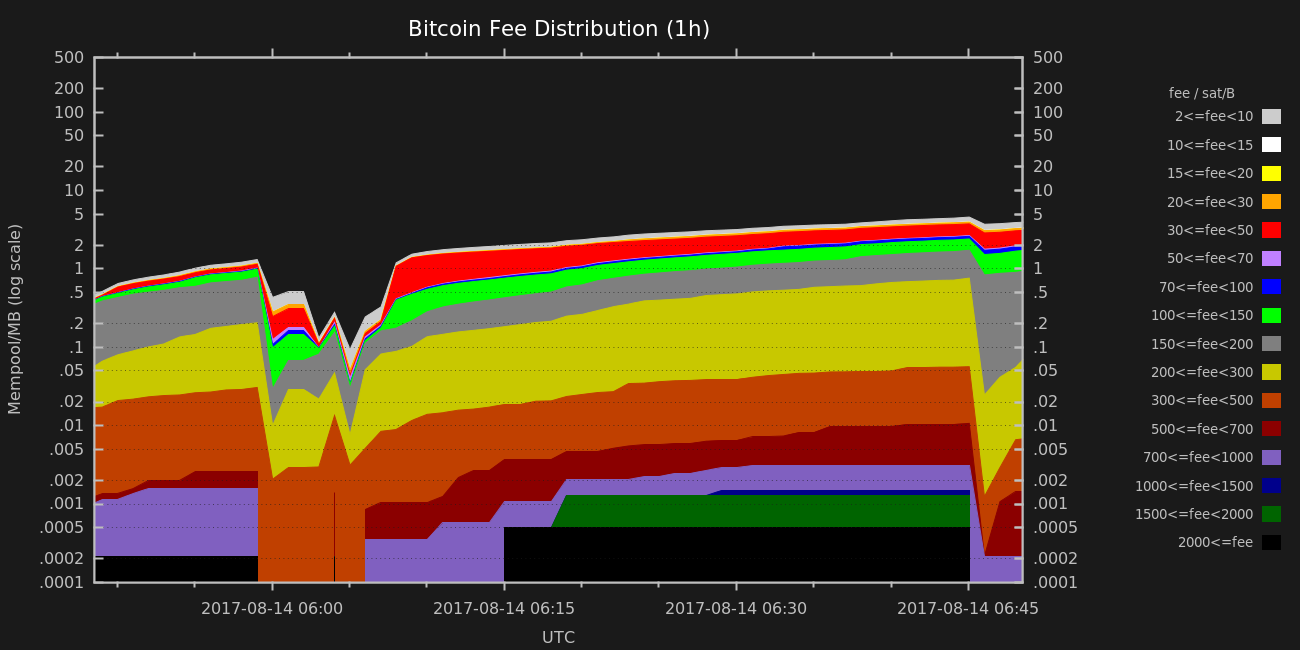 Bitcoin Fee Distribution (1h)
Mempool/MB (log scale)
500
200
100
50
20
10
5
2
1
.5
.2
.1
.05
.02
.01
.005
.002
.001
.0005
.0002
.0001
500
200
100
50
20
10
5
2
1
.5
.2
.1
.05
.02
.01
.005
.002
.001
.0005
.0002
.0001
2017-08-14 06:00
2017-08-14 06:15
2017-08-14 06:30
2017-08-14 06:45
UTC
fee / sat/B
2<=fee<10
10<=fee<15
15<=fee<20
20<=fee<30
30<=fee<50
50<=fee<70
70<=fee<100
100<=fee<150
150<=fee<200
200<=fee<300
300<=fee<500
500<=fee<700
700<=fee<1000
1000<=fee<1500
1500<=fee<2000
2000<=fee